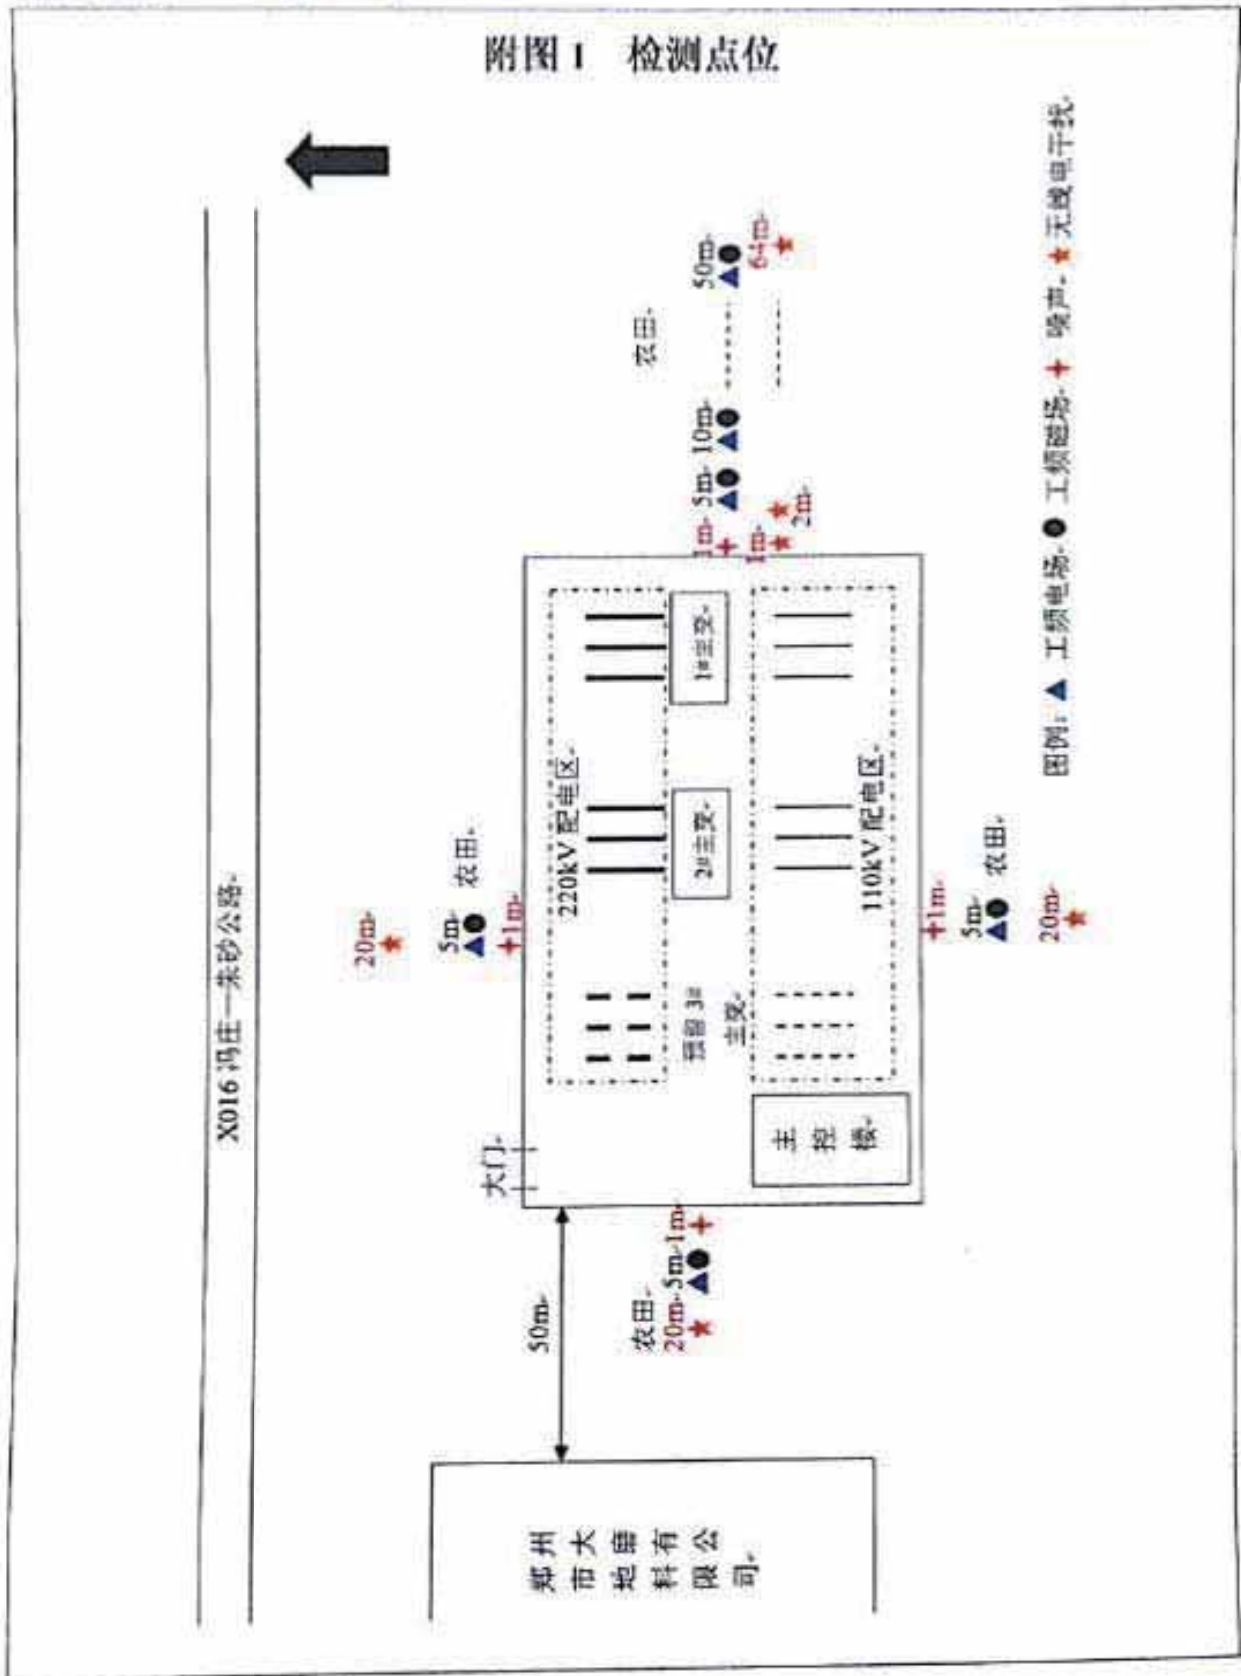 附图 1 检测点位
X016 冯庄—朱砂公路
20m
5m 农田
1m
大门
220kV 配电区
预留 3#
主变
2#主变
1#主变
110kV 配电区
主
控
楼
50m
农田
20m 5m 1m
1m 5m 10m
50m
农田
64m
1m
2m
1m
5m 农田
20m
郑州
市大
地磨
料有
限公
司
图例: 工频电场 工频磁场 噪声 无线电干扰